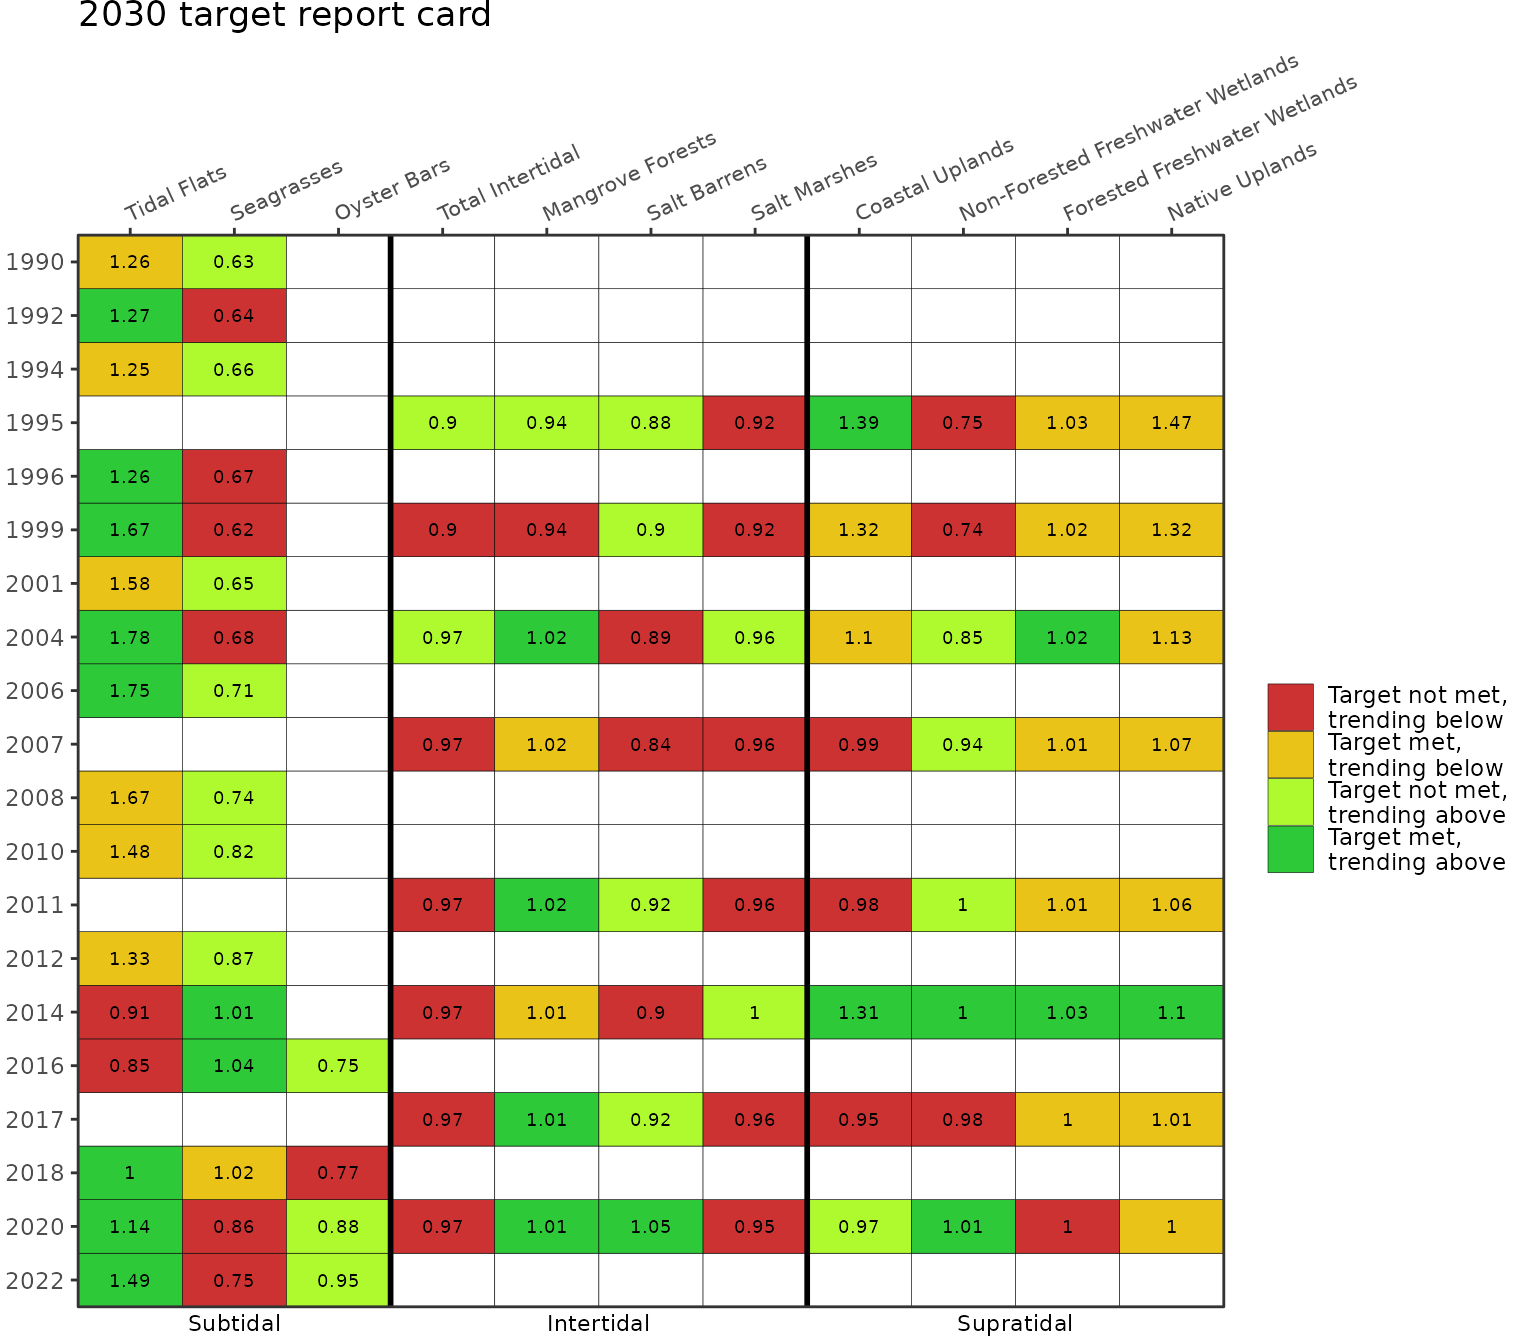 2030 target report card
Tidal Flats
Seagrasses
Oyster Bars
Total Intertidal
Mangrove Forests
Salt Barrens
Salt Marshes
Coastal Uplands
Non-Forested Freshwater Wetlands
Forested Freshwater Wetlands
Native Uplands
1990 1.26 0.63
1992 1.27 0.64
1994 1.25 0.66
1995 0.9 0.94 0.88 0.92 1.39 0.75 1.03 1.47
1996 1.26 0.67
1999 1.67 0.62 0.9 0.94 0.9 0.92 1.32 0.74 1.02 1.32
2001 1.58 0.65
2004 1.78 0.68 0.97 1.02 0.89 0.96 1.1 0.85 1.02 1.13
2006 1.75 0.71
2007 0.97 1.02 0.84 0.96 0.99 0.94 1.01 1.07
2008 1.67 0.74
2010 1.48 0.82
2011 0.97 1.02 0.92 0.96 0.98 1 1.01 1.06
2012 1.33 0.87
2014 0.91 1.01 0.97 1.01 0.9 1 1.31 1 1.03 1.1
2016 0.85 1.04 0.75
2017 0.97 1.01 0.92 0.96 0.95 0.98 1 1.01
2018 1 1.02 0.77
2020 1.14 0.86 0.88 0.97 1.01 1.05 0.95 0.97 1.01 1 1
2022 1.49 0.75 0.95
Subtidal Intertidal Supratidal
Target not met,
trending below
Target met,
trending below
Target not met,
trending above
Target met,
trending above